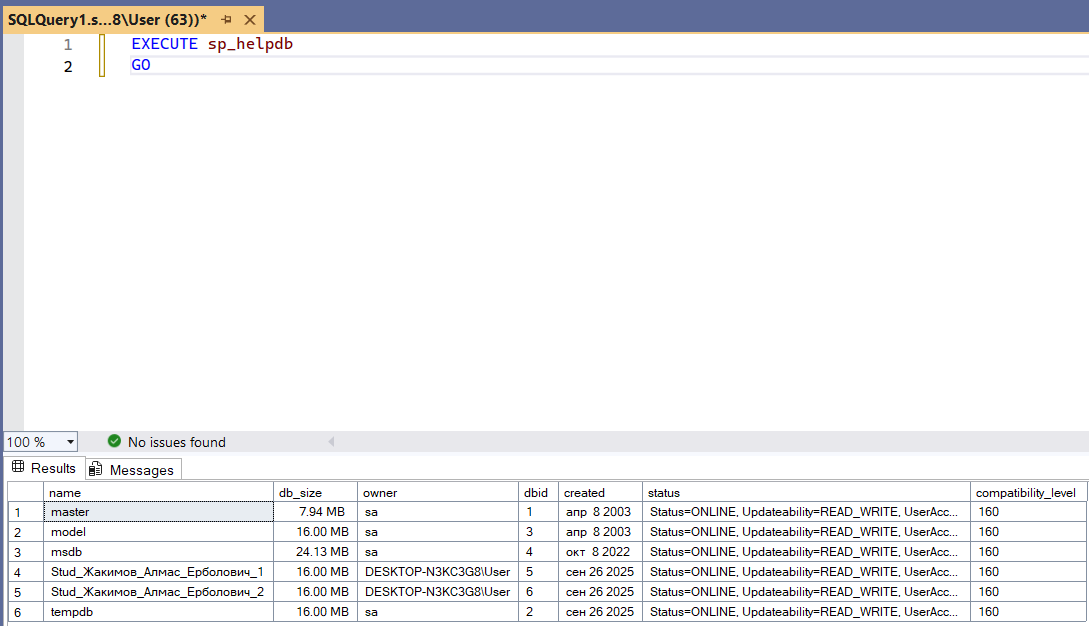 SQLQuery1.s...8\User (63))*
1 EXECUTE sp_helpdb
2 GO
100 % No issues found
Results Messages
name db_size owner dbid created status compatibility_level
1 master 7.94 MB sa 1 апр 8 2003 Status=ONLINE, Updateability=READ_WRITE, UserAcc... 160
2 model 16.00 MB sa 3 апр 8 2003 Status=ONLINE, Updateability=READ_WRITE, UserAcc... 160
3 msdb 24.13 MB sa 4 окт 8 2022 Status=ONLINE, Updateability=READ_WRITE, UserAcc... 160
4 Stud_Жакимов_Алмас_Ерболович_1 16.00 MB DESKTOP-N3KC3G8\User 5 сен 26 2025 Status=ONLINE, Updateability=READ_WRITE, UserAcc... 160
5 Stud_Жакимов_Алмас_Ерболович_2 16.00 MB DESKTOP-N3KC3G8\User 6 сен 26 2025 Status=ONLINE, Updateability=READ_WRITE, UserAcc... 160
6 tempdb 16.00 MB sa 2 сен 26 2025 Status=ONLINE, Updateability=READ_WRITE, UserAcc... 160